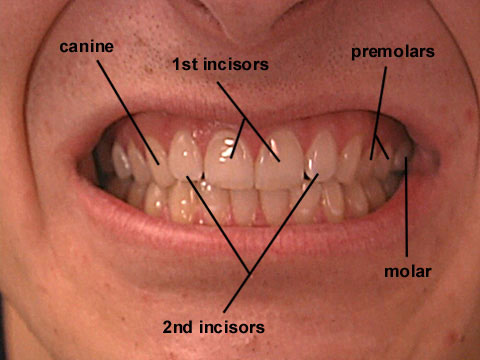 canine
1st incisors
premolars
molar
2nd incisors